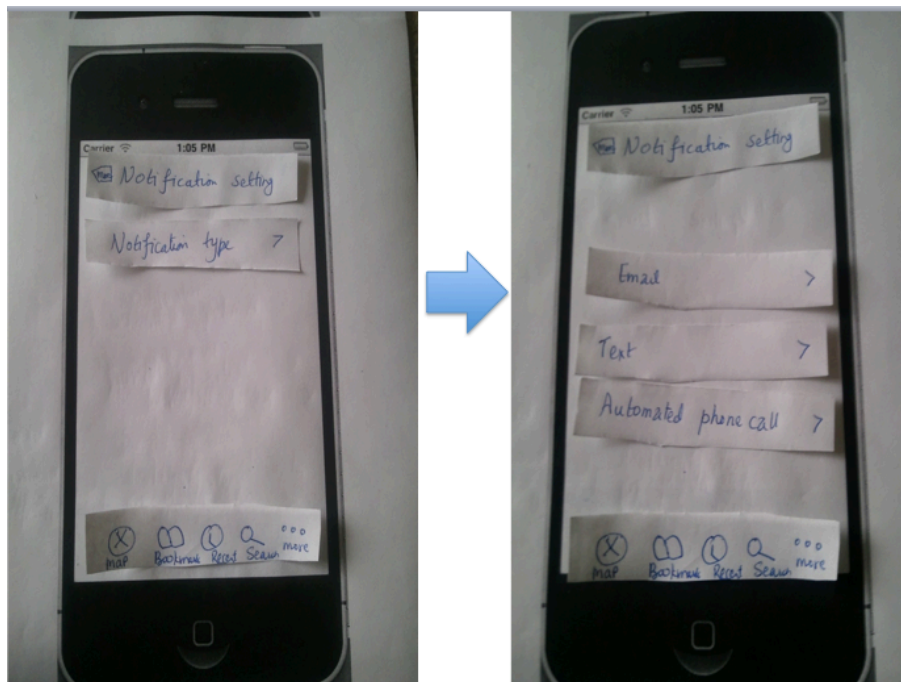 Carrier 1:05 PM
Notification setting
Notification type >
Map Bookmark Recent Search more
Carrier 1:05 PM
Notification setting
Email >
Text >
Automated phone call >
Map Bookmark Recent Search more